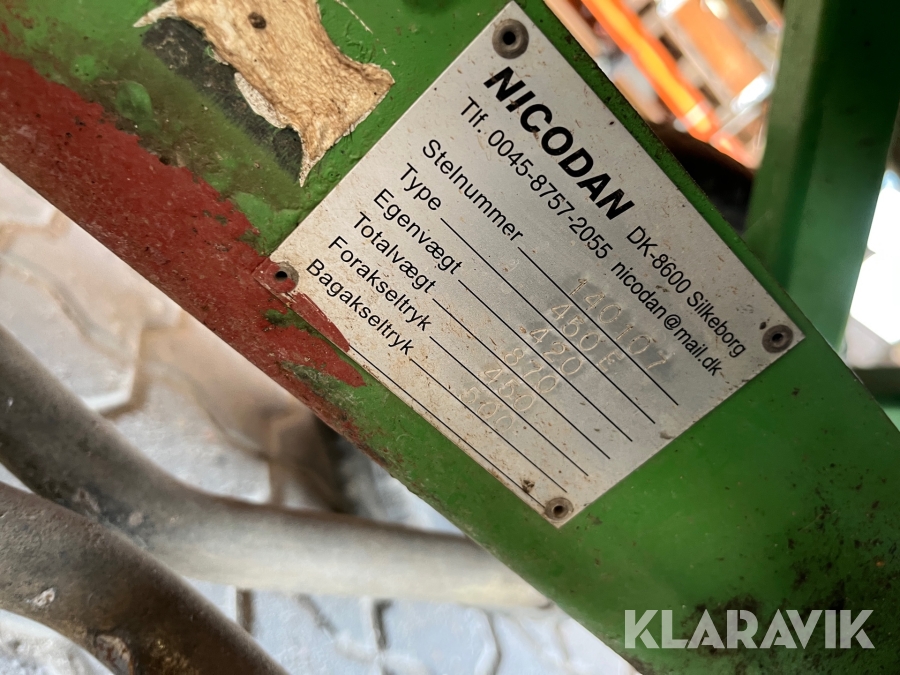 NICODAN DK-8600 Silkeborg
Tlf. 0045-8757-2055 nicodan@mail.dk
Stelnummer 140107
Type 450E
Egenvægt 420
Totalvægt 870
Forakseltryk 450
Bagakseltryk 500
KLARAVIK